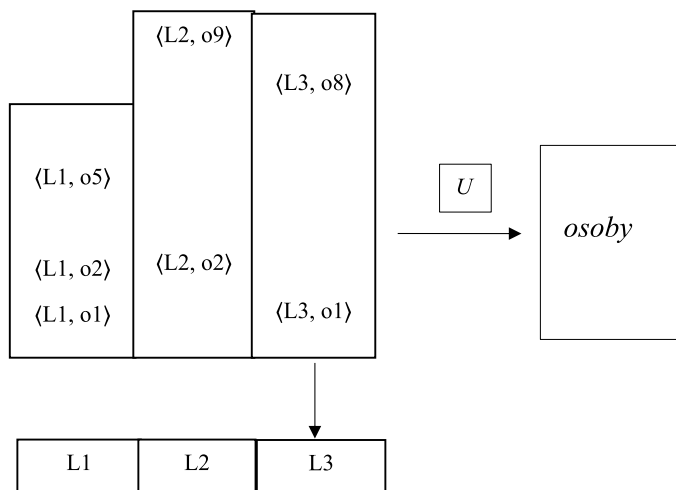 ⟨L2, o9⟩
⟨L3, o8⟩
⟨L1, o5⟩
U
osoby
⟨L1, o2⟩
⟨L2, o2⟩
⟨L1, o1⟩
⟨L3, o1⟩
L1
L2
L3